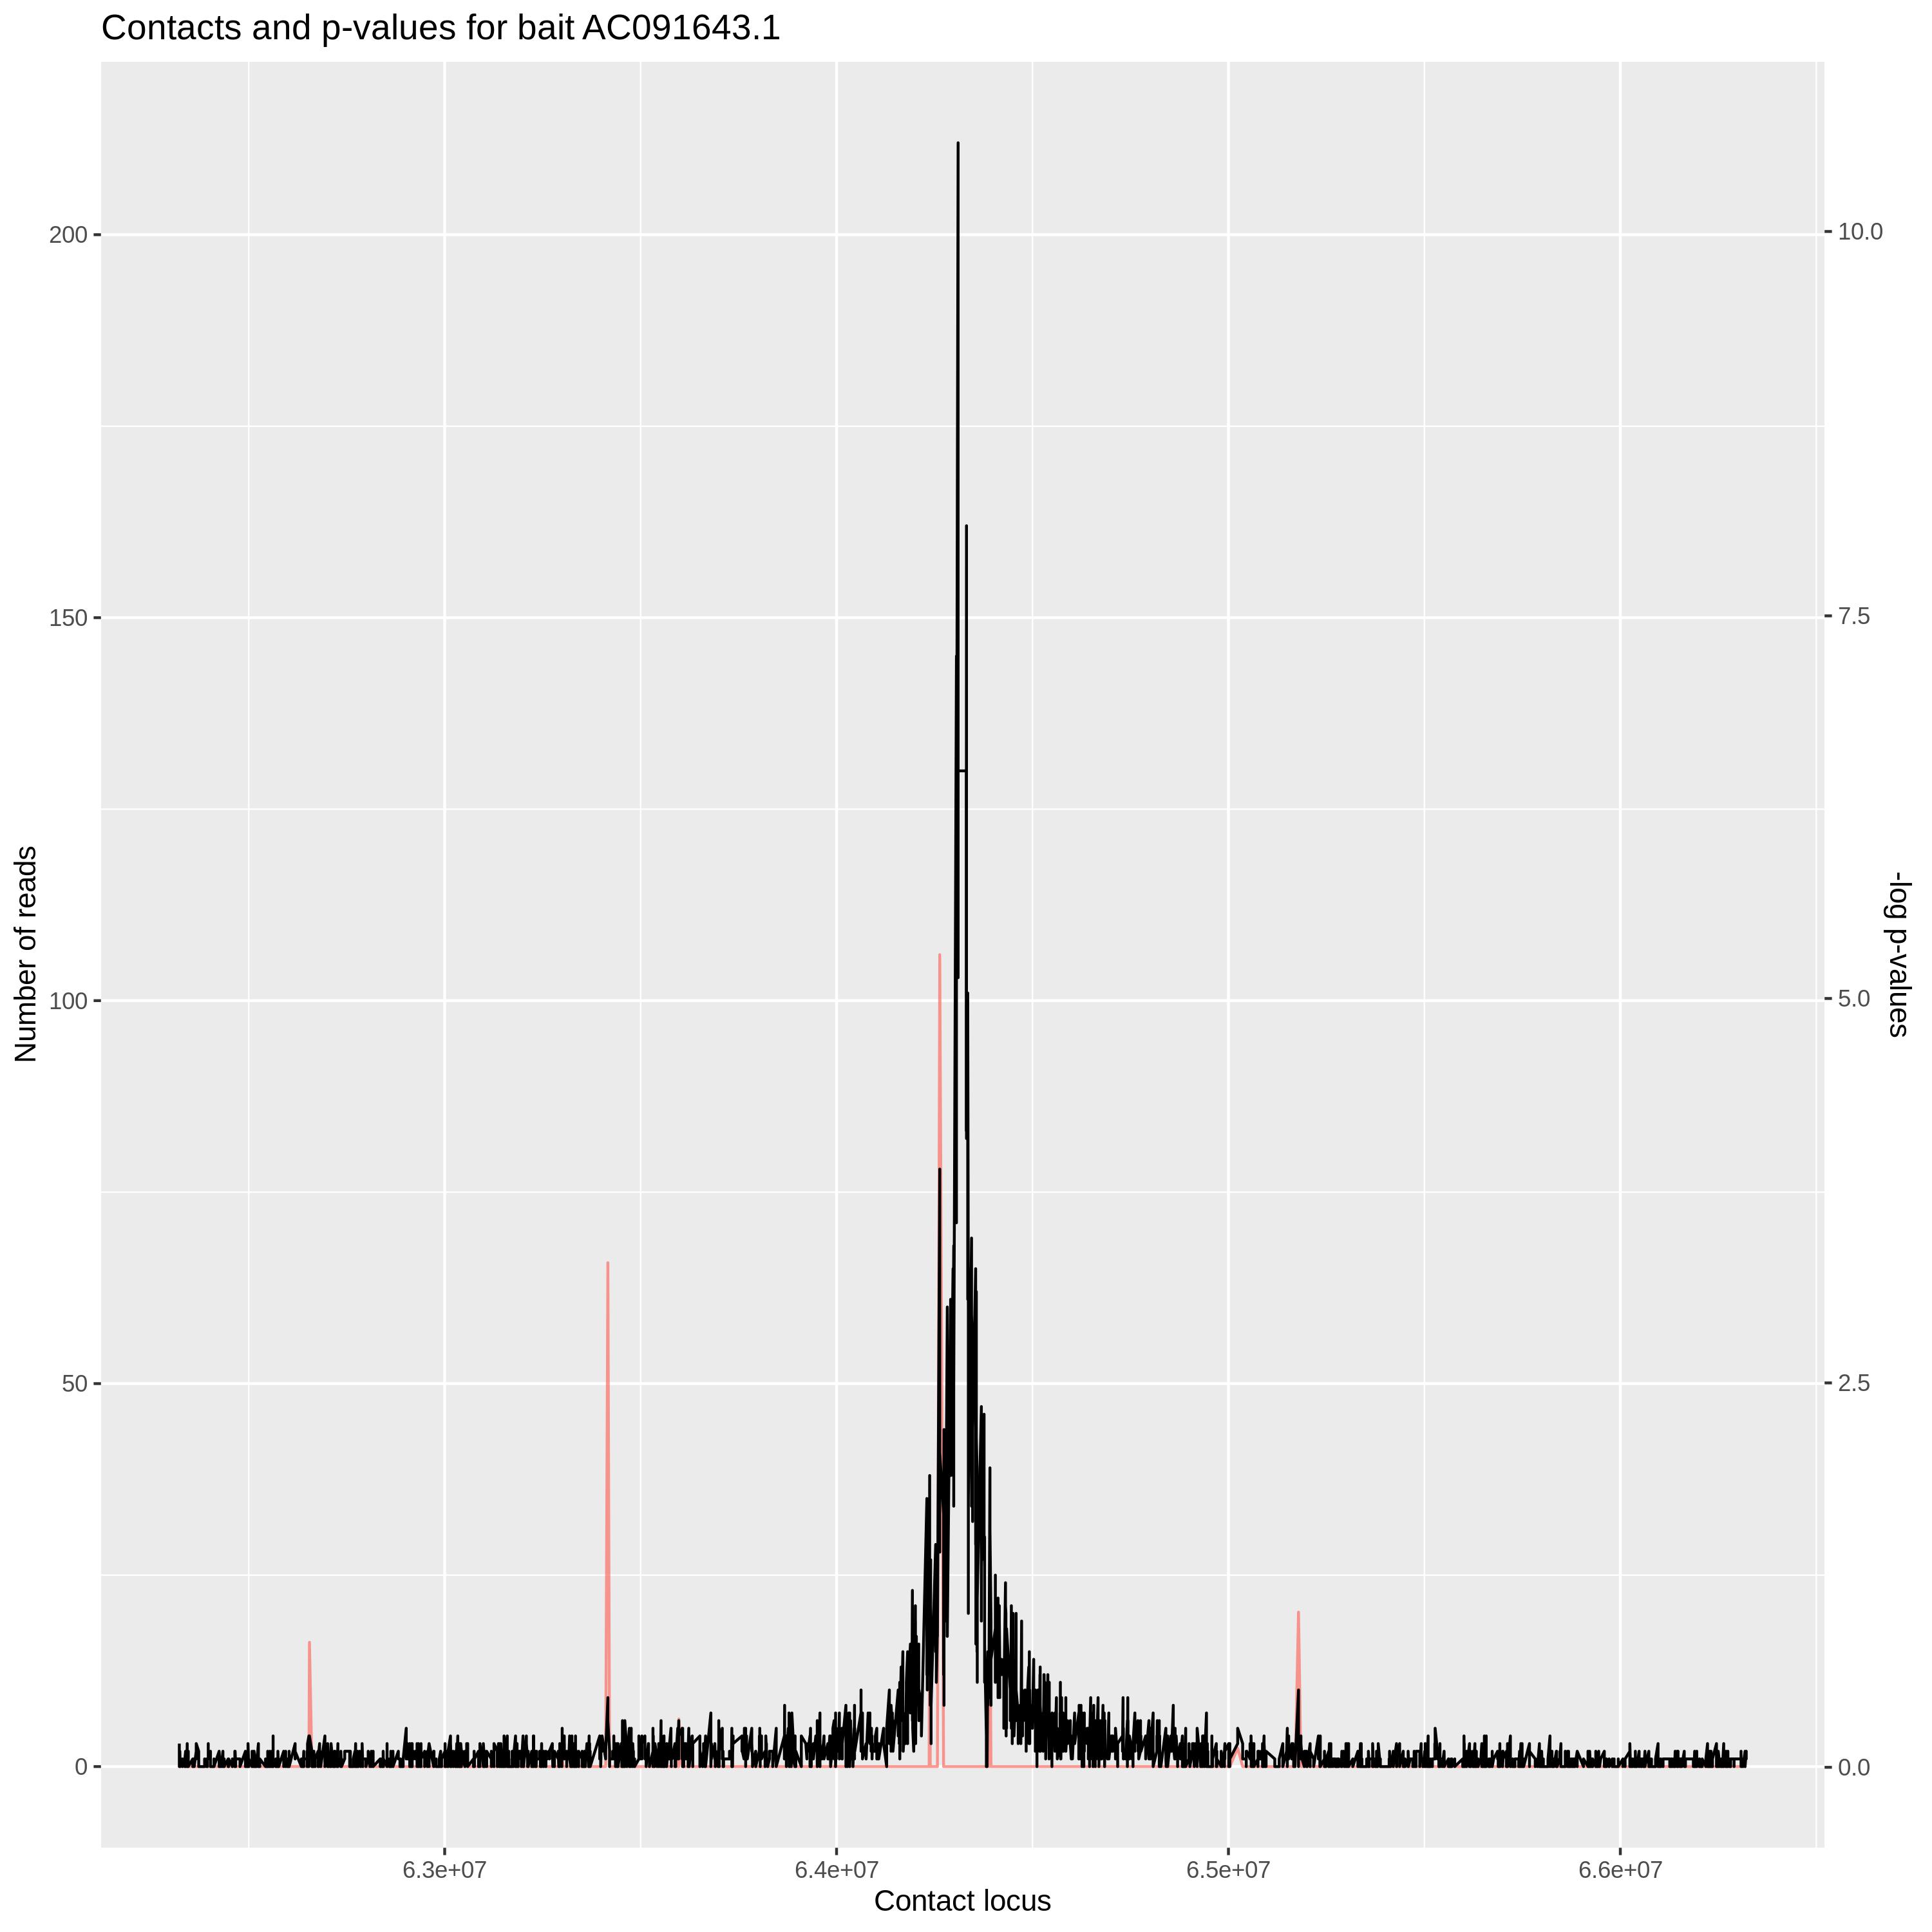 Contacts and p-values for bait AC091643.1
200
150
100
50
0
10.0
7.5
5.0
2.5
0.0
Number of reads
-log p-values
6.3e+07
6.4e+07
6.5e+07
6.6e+07
Contact locus